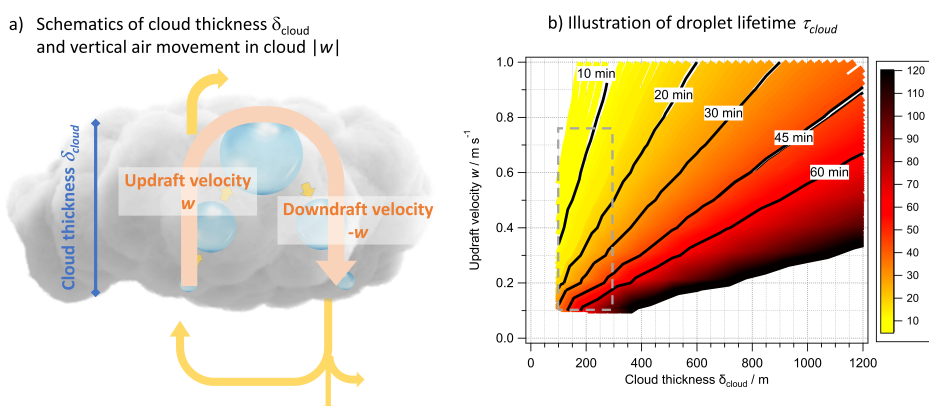 a) Schematics of cloud thickness δcloud
and vertical air movement in cloud |w|
Cloud thickness δcloud
Updraft velocity
w
Downdraft velocity
-w
b) Illustration of droplet lifetime τcloud
Updraft velocity w / m s⁻¹
1.0
0.8
0.6
0.4
0.2
0.0
10 min
20 min
30 min
45 min
60 min
0
200
400
600
800
1000
1200
Cloud thickness δcloud / m
120
110
100
90
80
70
60
50
40
30
20
10